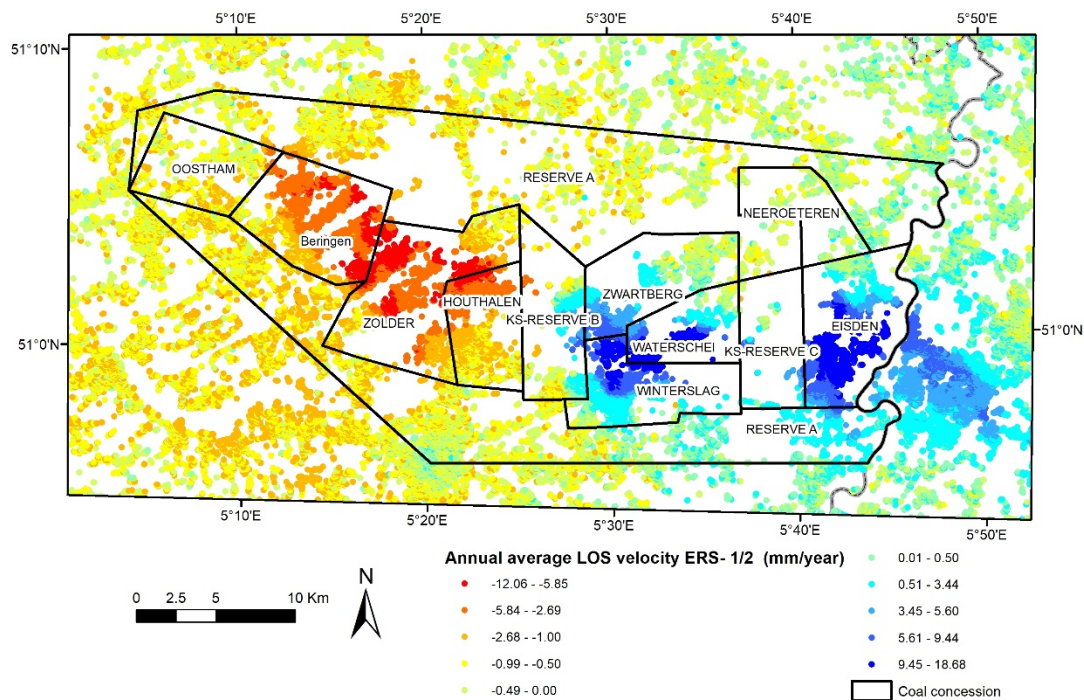 5°10'E 5°20'E 5°30'E 5°40'E 5°50'E
51°10'N
OOSTHAM
RESERVE A
NEEROETEREN
Beringen
ZWARTBERG
HOUTHALEN
KS-RESERVE B
ZOLDER
EISDEN
51°0'N
51°0'N
WATERSCHEI
KS-RESERVE C
WINTERSLAG
RESERVE A
5°10'E 5°20'E 5°30'E 5°40'E 5°50'E
Annual average LOS velocity ERS- 1/2 (mm/year)
-12.06 - -5.85
-5.84 - -2.69
-2.68 - -1.00
-0.99 - -0.50
-0.49 - 0.00
0.01 - 0.50
0.51 - 3.44
3.45 - 5.60
5.61 - 9.44
9.45 - 18.68
Coal concession
N
0 2.5 5 10 Km